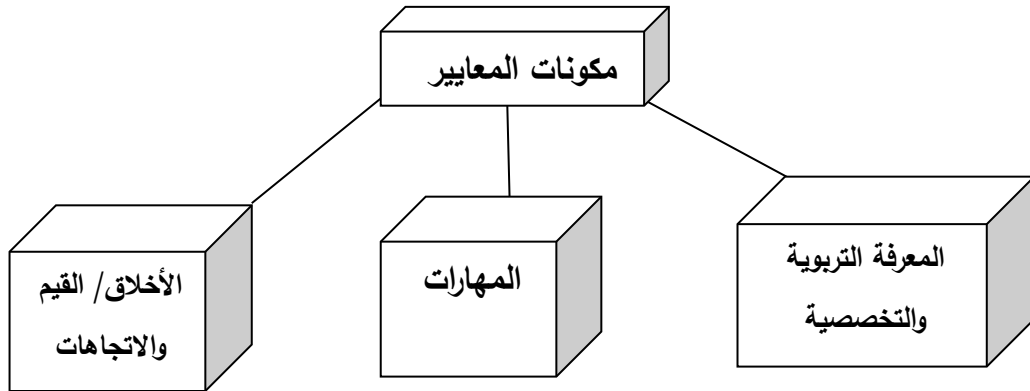 مكونات المعايير
المعرفة التربوية
والتخصصية
المهارات
الأخلاق/ القيم
والاتجاهات